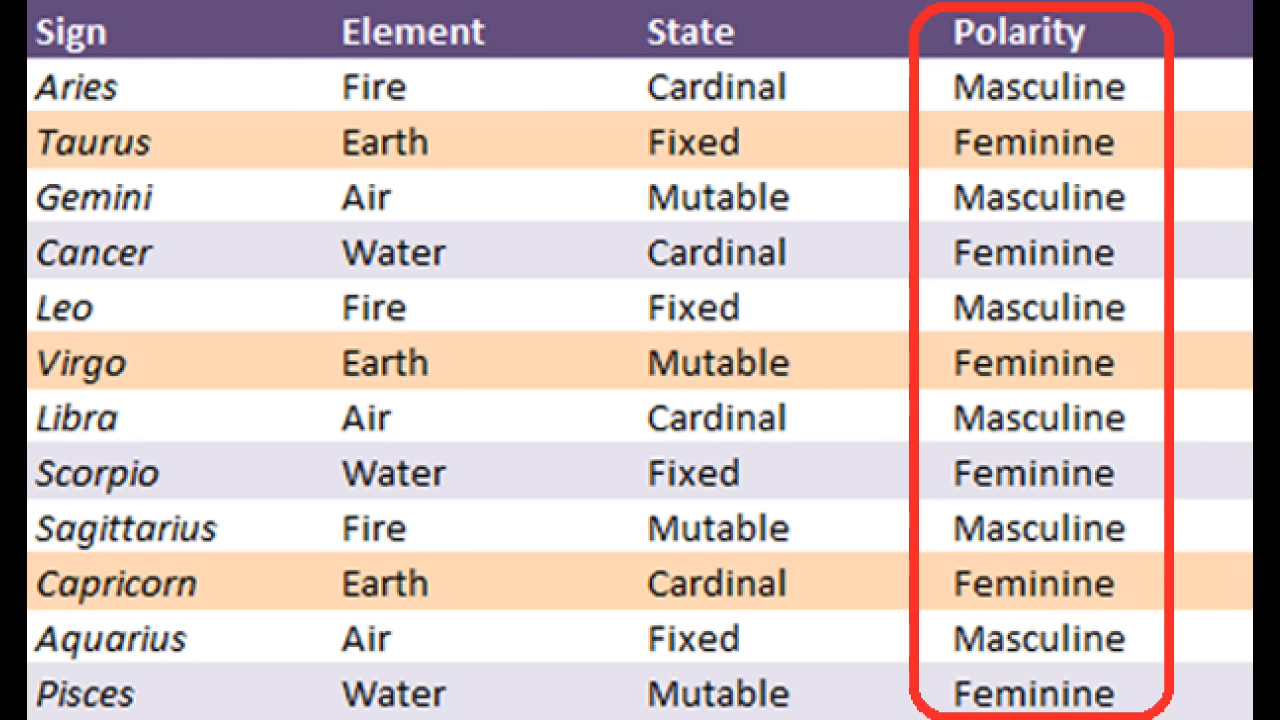 Sign Element State Polarity
Aries Fire Cardinal Masculine
Taurus Earth Fixed Feminine
Gemini Air Mutable Masculine
Cancer Water Cardinal Feminine
Leo Fire Fixed Masculine
Virgo Earth Mutable Feminine
Libra Air Cardinal Masculine
Scorpio Water Fixed Feminine
Sagittarius Fire Mutable Masculine
Capricorn Earth Cardinal Feminine
Aquarius Air Fixed Masculine
Pisces Water Mutable Feminine